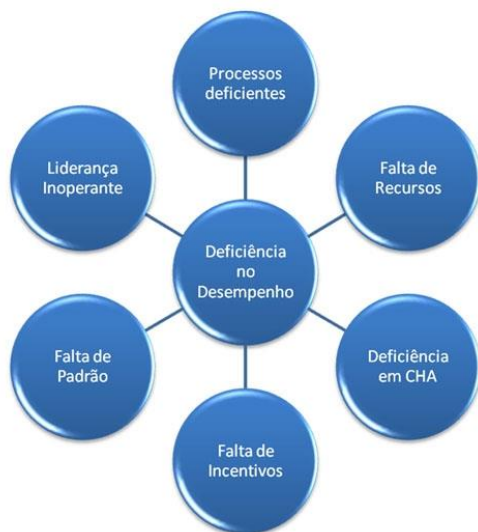 Processos
deficientes
Liderança
Inoperante
Falta de
Recursos
Deficiência
no
Desempenho
Falta de
Padrão
Deficiência
em CHA
Falta de
Incentivos